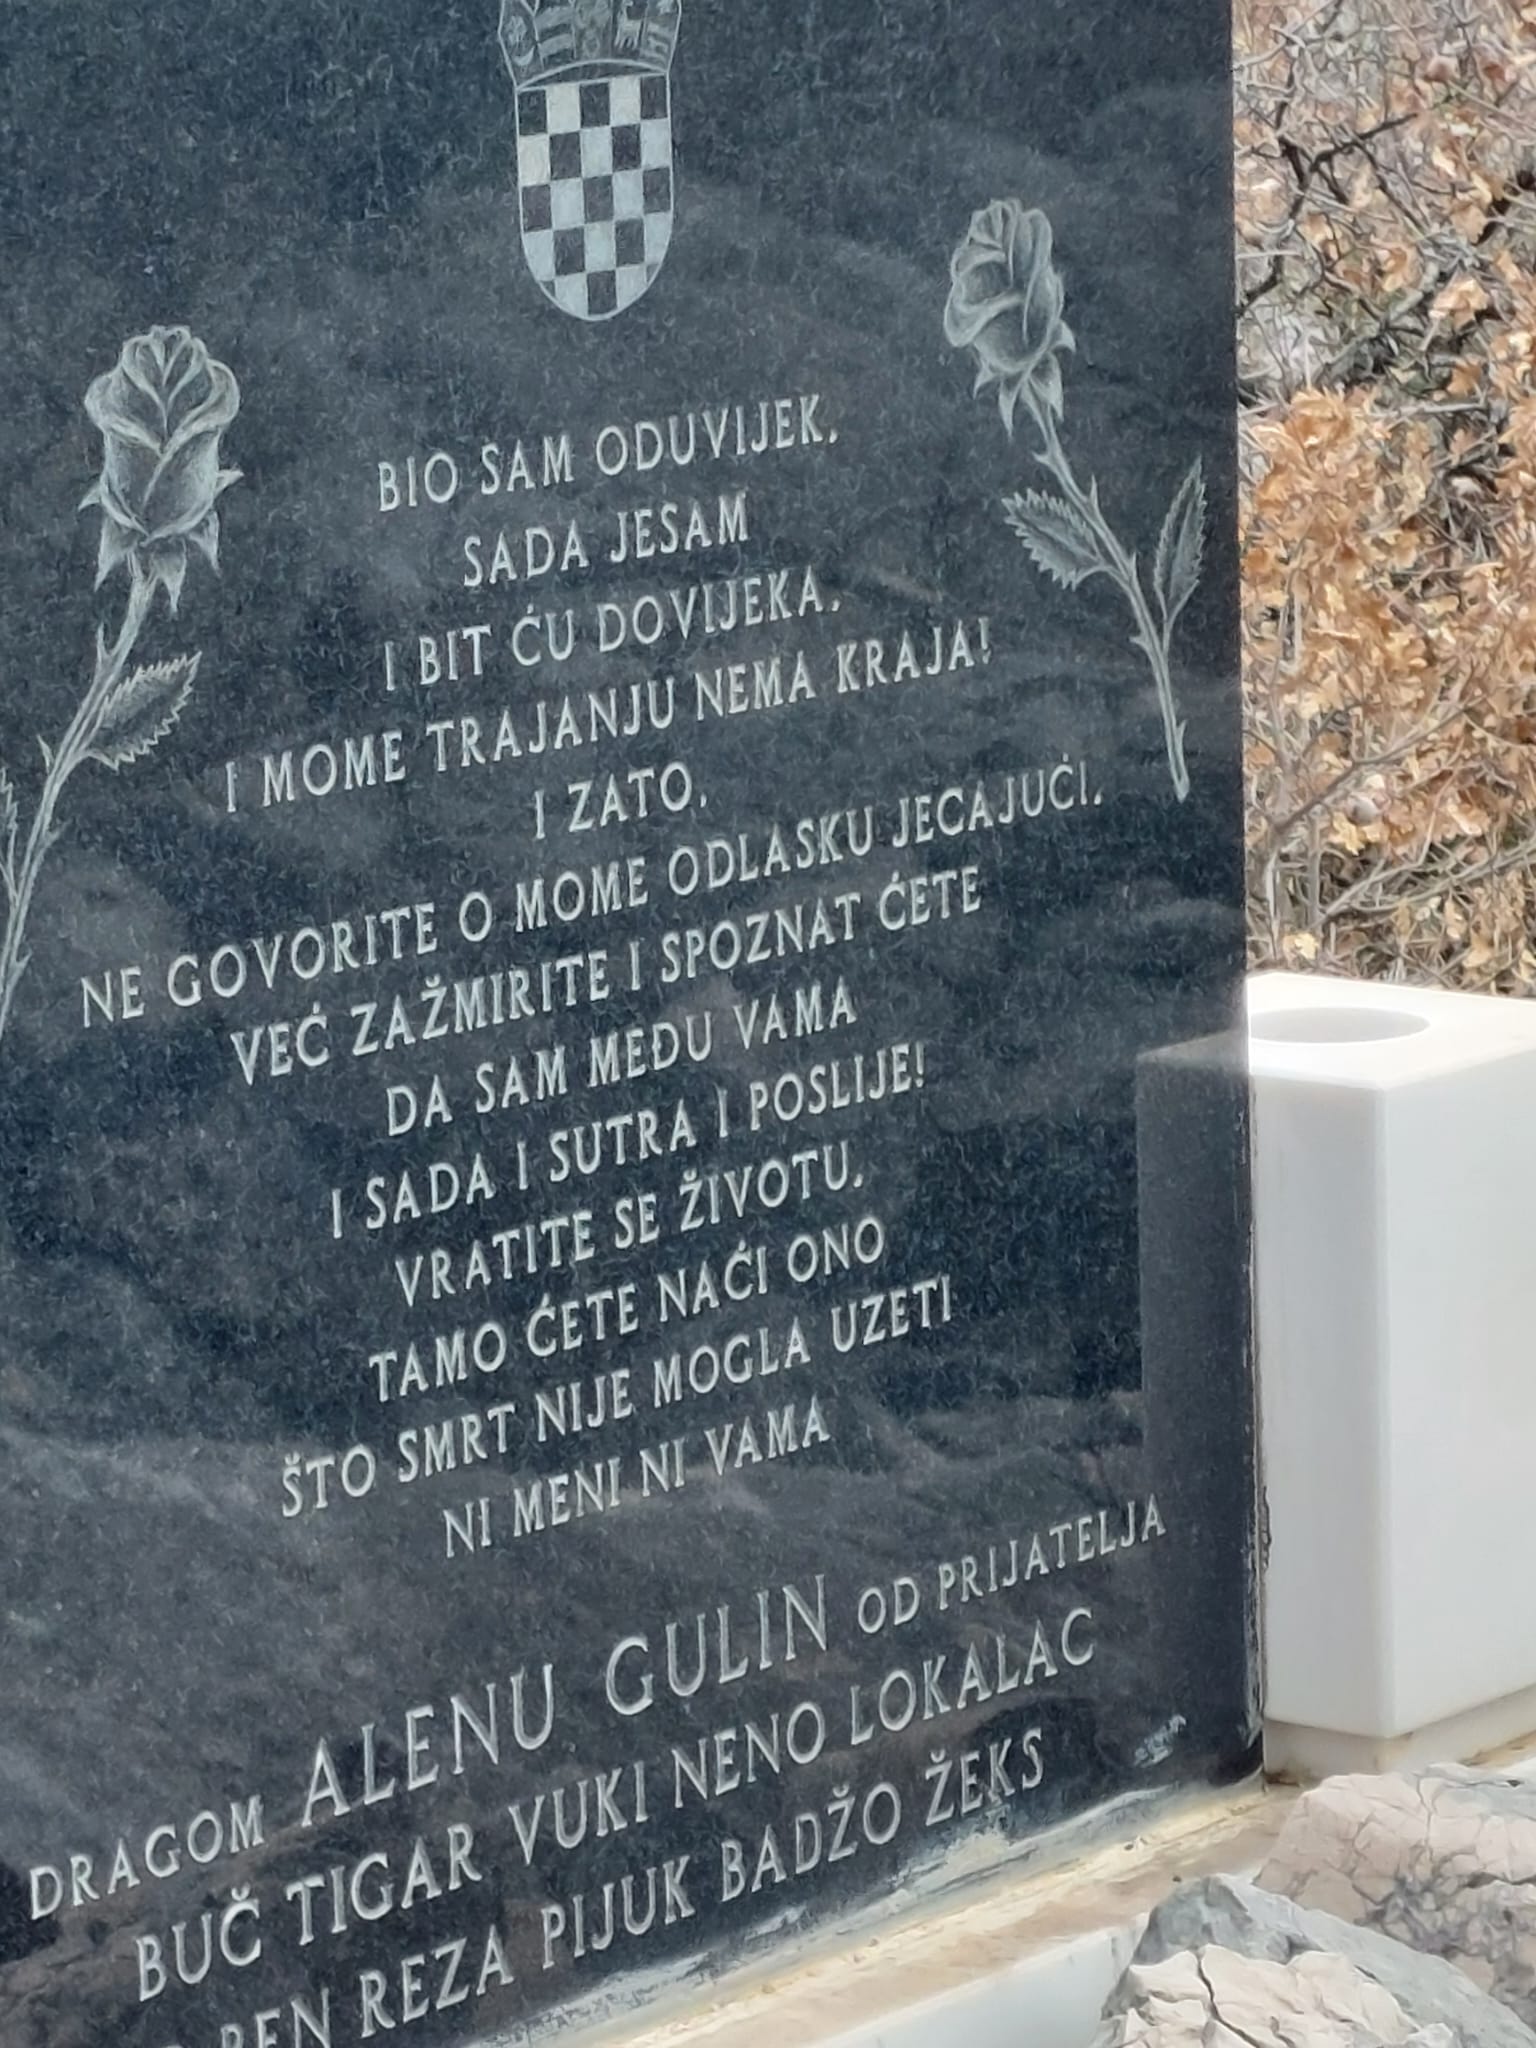 BIO SAM ODUVIJEK,
SADA JESAM
I BIT ĆU DOVIJEKA,
I MOME TRAJANJU NEMA KRAJA!
I ZATO,
NE GOVORITE O MOME ODLASKU JECAJUĆI,
VEĆ ZAŽMIRITE I SPOZNAT ĆETE
DA SAM MEĐU VAMA
I SADA I SUTRA I POSLIJE!
VRATITE SE ŽIVOTU,
TAMO ĆETE NAĆI ONO
ŠTO SMRT NIJE MOGLA UZETI
NI MENI NI VAMA
DRAGOM ALENU GULIN OD PRIJATELJA
BUČ TIGAR VUKI NENO LOKALAC
REZA PIJUK BADŽO ŽEKS